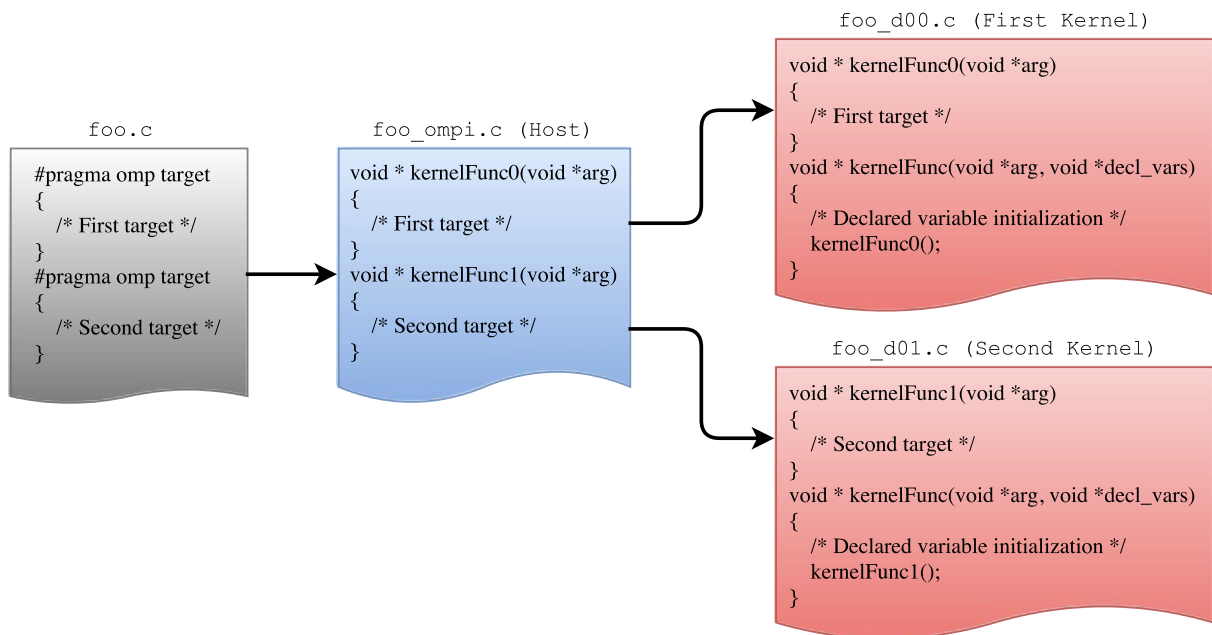 foo.c
#pragma omp target
{
/* First target */
}
#pragma omp target
{
/* Second target */
}
foo_ompi.c (Host)
void * kernelFunc0(void *arg)
{
/* First target */
}
void * kernelFunc1(void *arg)
{
/* Second target */
}
foo_d00.c (First Kernel)
void * kernelFunc0(void *arg)
{
/* First target */
}
void * kernelFunc(void *arg, void *decl_vars)
{
/* Declared variable initialization */
kernelFunc0();
}
foo_d01.c (Second Kernel)
void * kernelFunc1(void *arg)
{
/* Second target */
}
void * kernelFunc(void *arg, void *decl_vars)
{
/* Declared variable initialization */
kernelFunc1();
}